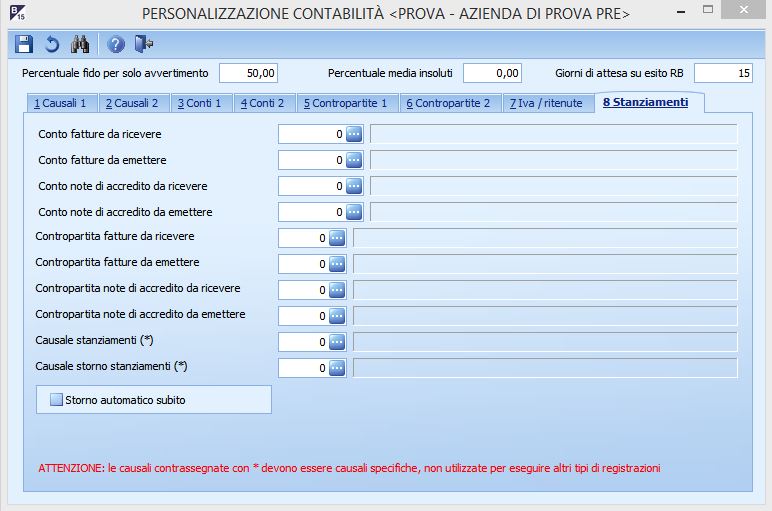 B
15
PERSONALIZZAZIONE CONTABILITÀ <PROVA - AZIENDA DI PROVA PRE>
Percentuale fido per solo avvertimento 50,00 Percentuale media insoluti 0,00 Giorni di attesa su esito RB 15
1 Causali 1 2 Causali 2 3 Conti 1 4 Conti 2 5 Contropartite 1 6 Contropartite 2 7 Iva / ritenute 8 Stanziamenti
Conto fatture da ricevere 0 ...
Conto fatture da emettere 0 ...
Conto note di accredito da ricevere 0 ...
Conto note di accredito da emettere 0 ...
Contropartita fatture da ricevere 0 ...
Contropartita fatture da emettere 0 ...
Contropartita note di accredito da ricevere 0 ...
Contropartita note di accredito da emettere 0 ...
Causale stanziamenti (*) 0 ...
Causale storno stanziamenti (*) 0 ...
Storno automatico subito
ATTENZIONE: le causali contrassegnate con * devono essere causali specifiche, non utilizzate per eseguire altri tipi di registrazioni